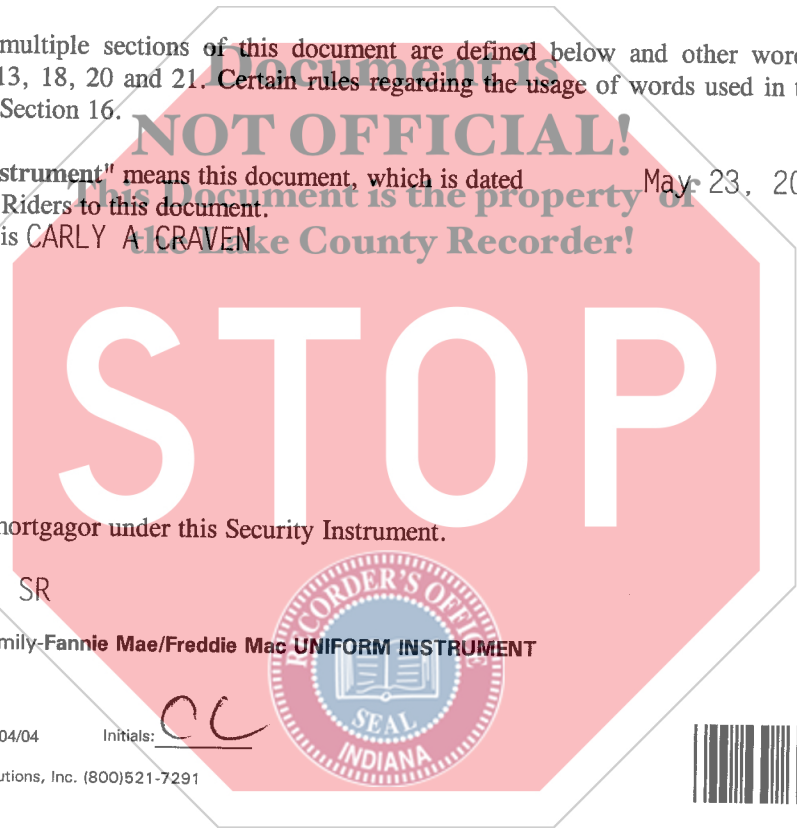 multiple sections of this document are defined below and other wor
13, 18, 20 and 21. Certain rules regarding the usage of words used in t
Section 16.
Document is
NOT OFFICIAL!
This Document is the property of
the Lake County Recorder!
strument" means this document, which is dated May 23, 20
Riders to this document.
is CARLY A CRAVEN
STOP
nortgagor under this Security Instrument.
SR
mily-Fannie Mae/Freddie Mac UNIFORM INSTRUMENT
RECORDER'S OFFICE
SEAL
INDIANA
04/04 Initials: CC
utions, Inc. (800)521-7291